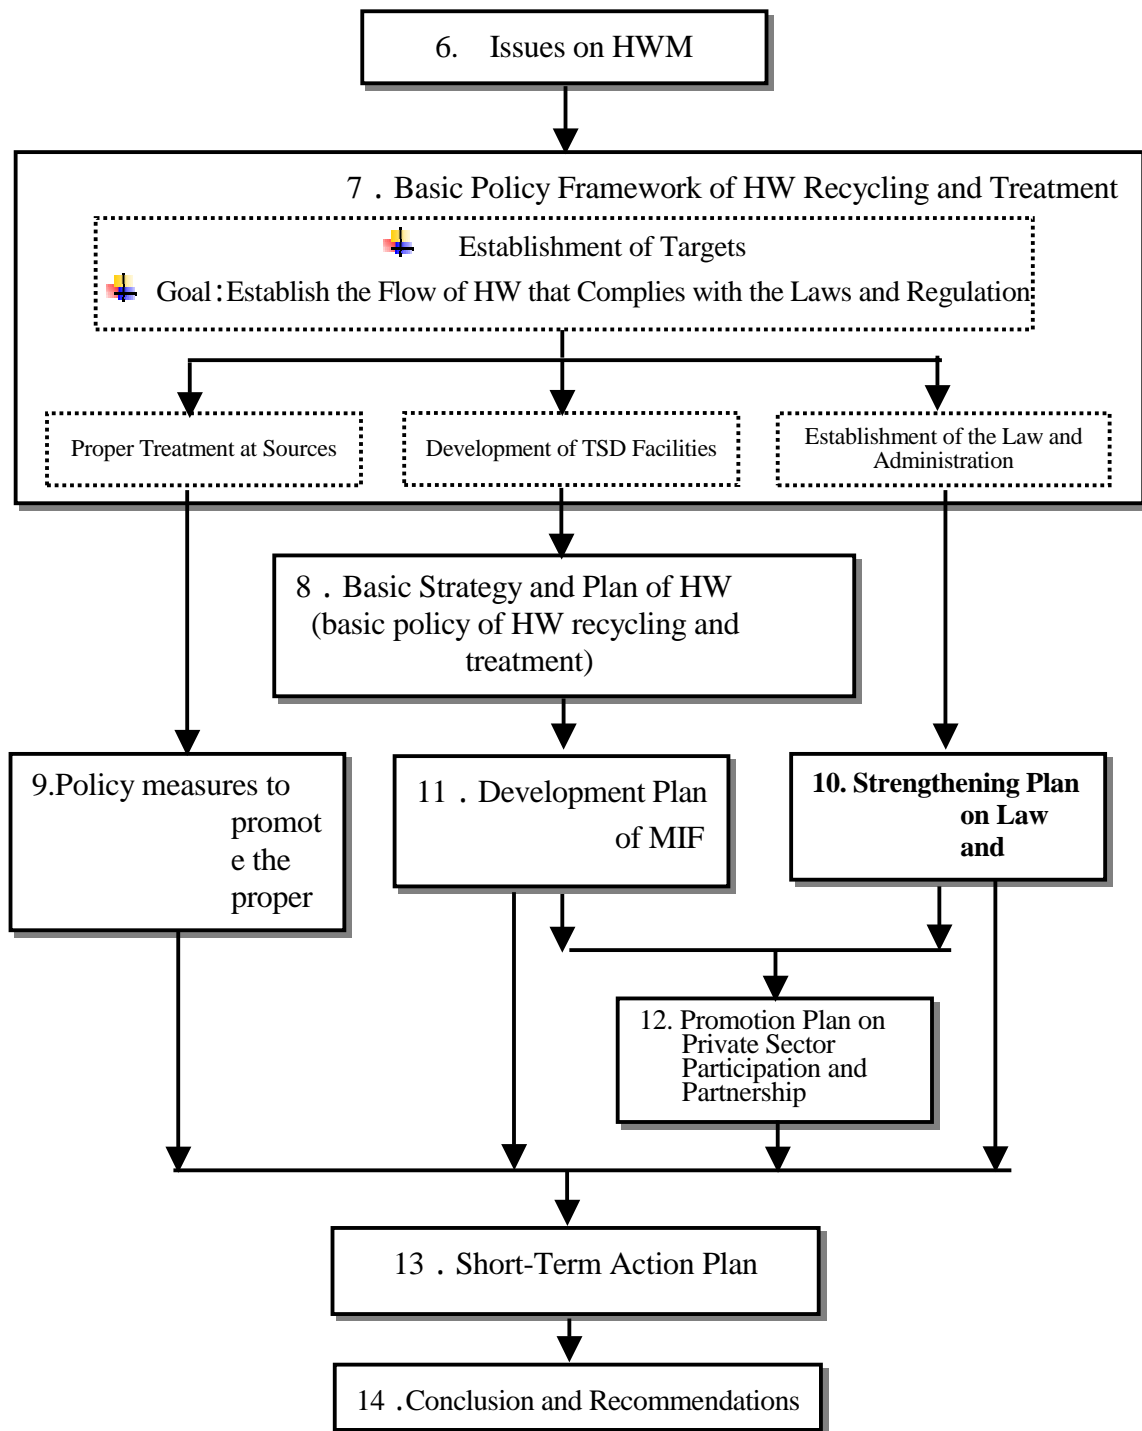 6. Issues on HWM
7 . Basic Policy Framework of HW Recycling and Treatment
Establishment of Targets
Goal:Establish the Flow of HW that Complies with the Laws and Regulation
Proper Treatment at Sources
Development of TSD Facilities
Establishment of the Law and
Administration
8 . Basic Strategy and Plan of HW
(basic policy of HW recycling and
treatment)
9.Policy measures to
promot
e the
proper
11 . Development Plan
of MIF
10. Strengthening Plan
on Law
and
12. Promotion Plan on
Private Sector
Participation and
Partnership
13 . Short-Term Action Plan
14 .Conclusion and Recommendations